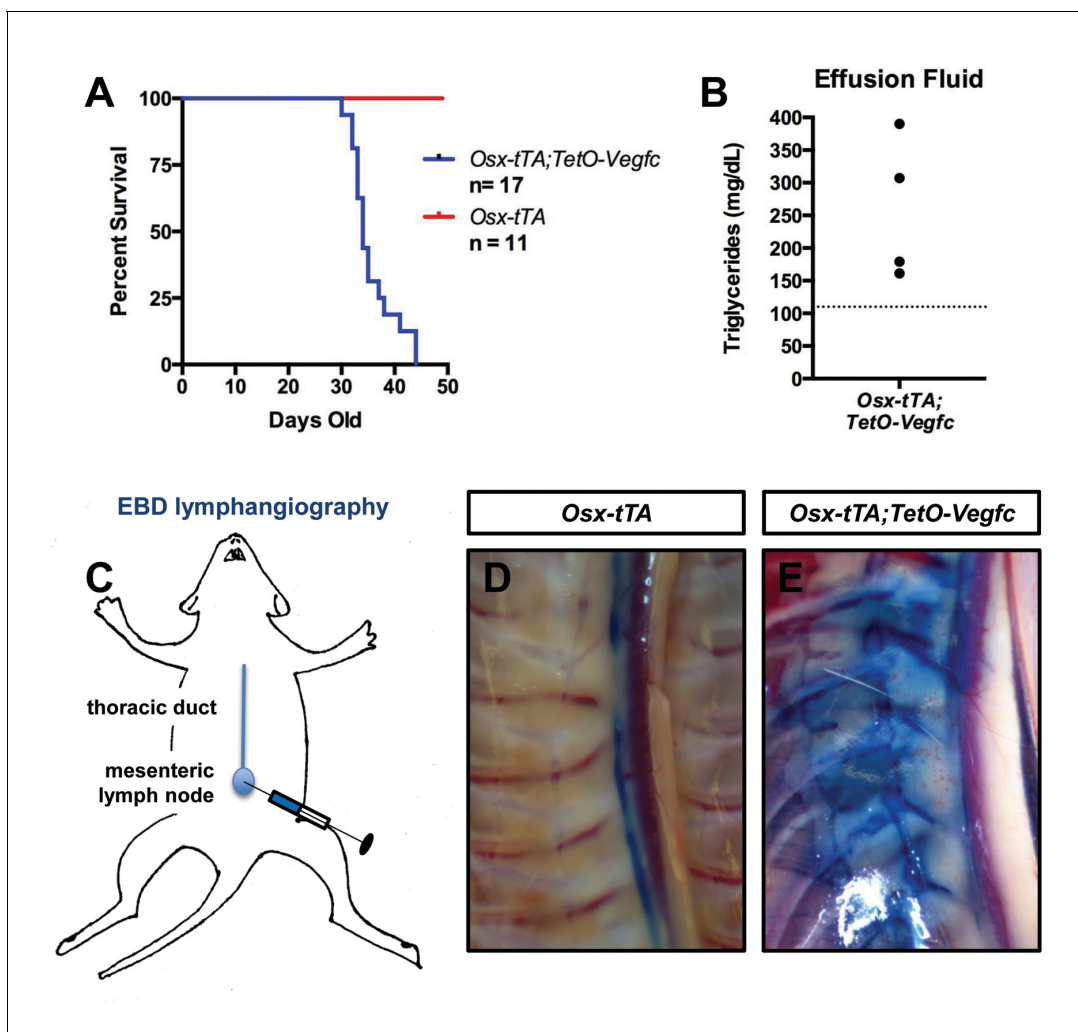 A
100
75
50
25
0
Percent Survival
0 10 20 30 40 50
Days Old
Osx-tTA;TetO-Vegfc
n= 17
Osx-tTA
n = 11
B
Effusion Fluid
400
350
300
250
200
150
100
50
0
Triglycerides (mg/dL)
Osx-tTA;
TetO-Vegfc
EBD lymphangiography
C
thoracic duct
mesenteric
lymph node
Osx-tTA
D
Osx-tTA;TetO-Vegfc
E